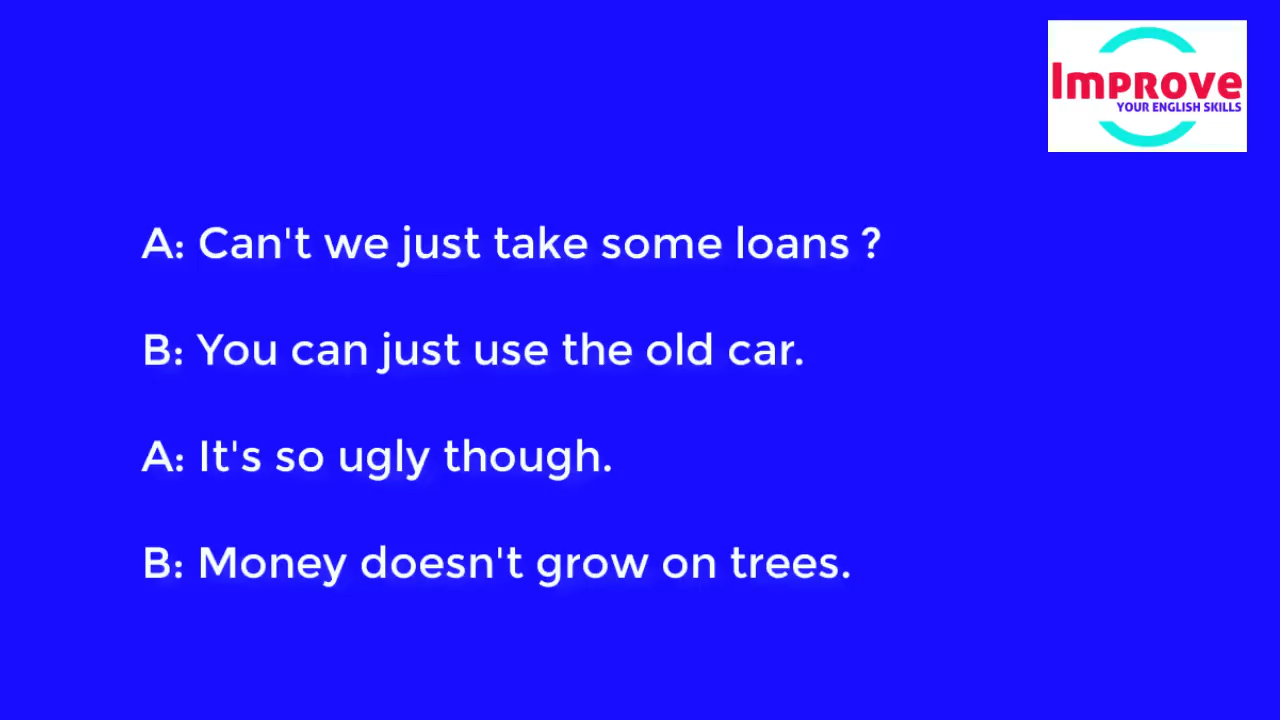 Improve
YOUR ENGLISH SKILLS
A: Can't we just take some loans ?
B: You can just use the old car.
A: It's so ugly though.
B: Money doesn't grow on trees.